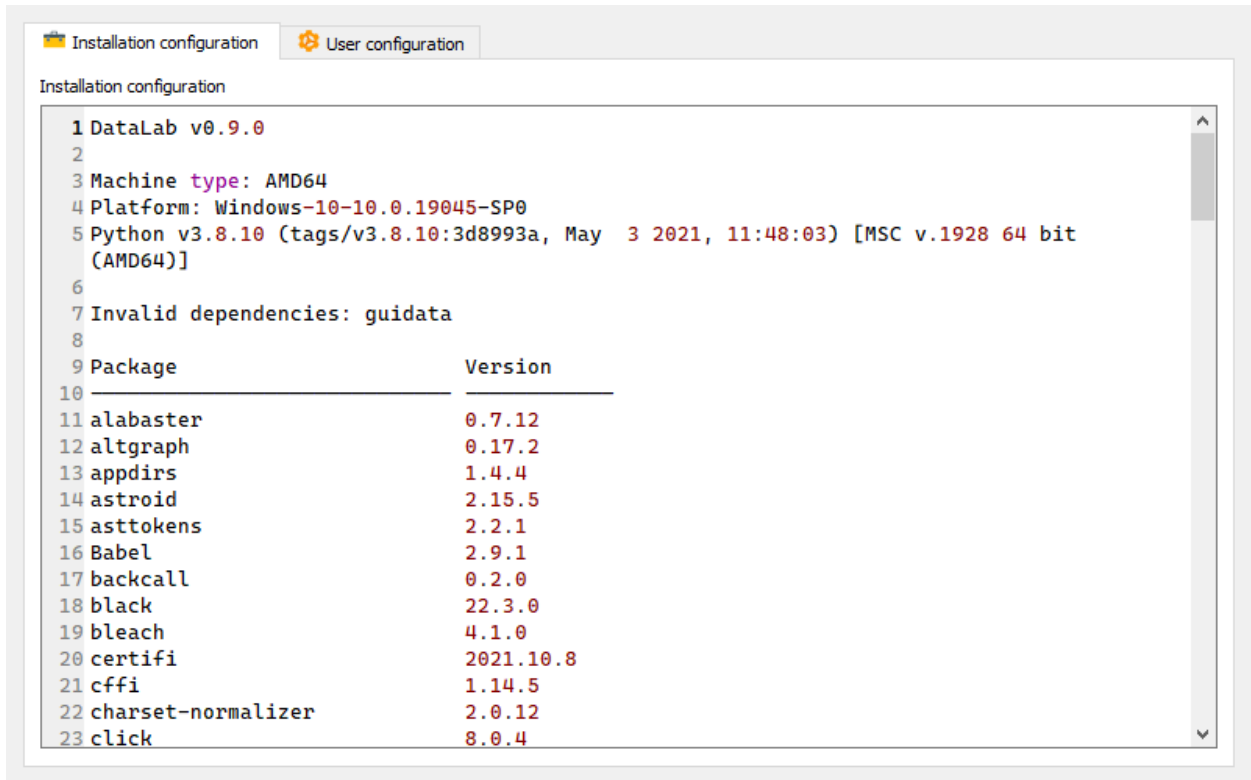 Installation configuration
User configuration
Installation configuration
1 DataLab v0.9.0
2
3 Machine type: AMD64
4 Platform: Windows-10-10.0.19045-SP0
5 Python v3.8.10 (tags/v3.8.10:3d8993a, May  3 2021, 11:48:03) [MSC v.1928 64 bit
(AMD64)]
6
7 Invalid dependencies: guidata
8
9 Package Version
10
11 alabaster 0.7.12
12 altgraph 0.17.2
13 appdirs 1.4.4
14 astroid 2.15.5
15 asttokens 2.2.1
16 Babel 2.9.1
17 backcall 0.2.0
18 black 22.3.0
19 bleach 4.1.0
20 certifi 2021.10.8
21 cffi 1.14.5
22 charset-normalizer 2.0.12
23 click 8.0.4